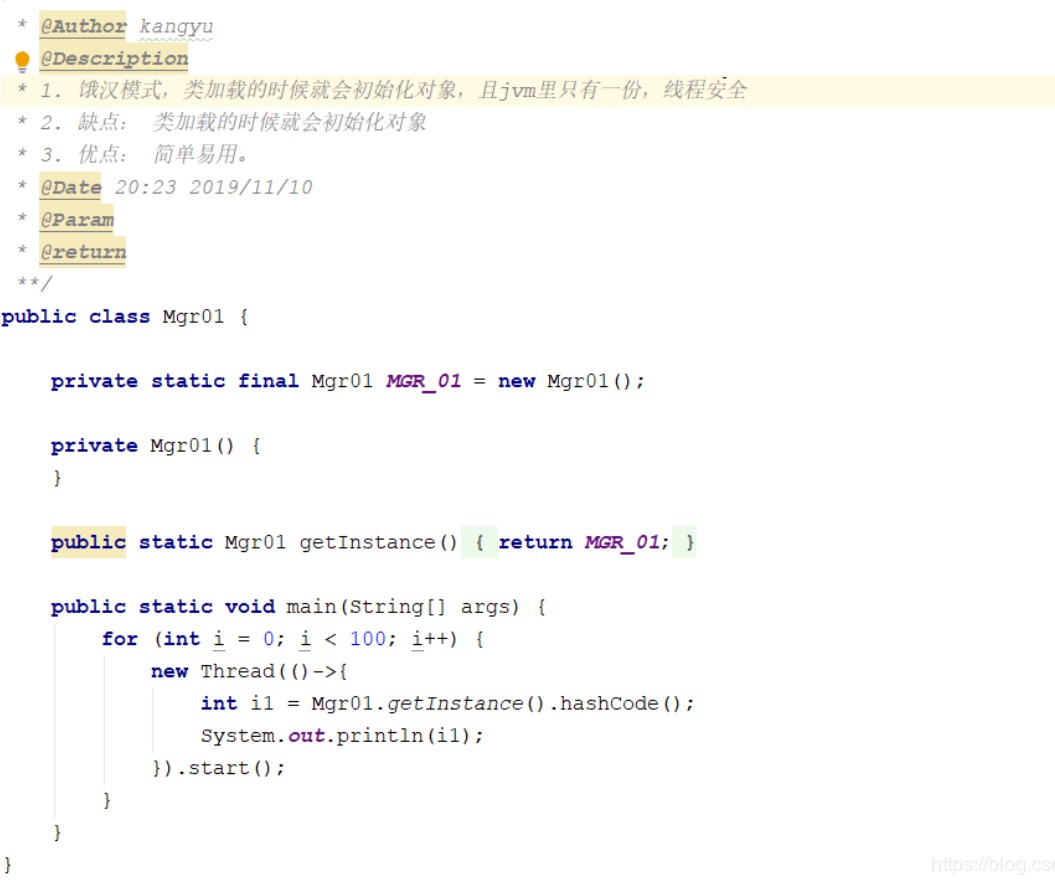 * @Author kangyu
@Description
* 1. 饿汉模式，类加载的时候就会初始化对象，且jvm里只有一份，线程安全
* 2. 缺点： 类加载的时候就会初始化对象
* 3. 优点： 简单易用。
* @Date 20:23 2019/11/10
* @Param
* @return
**/
public class Mgr01 {
private static final Mgr01 MGR_01 = new Mgr01();
private Mgr01() {
}
public static Mgr01 getInstance() { return MGR_01; }
public static void main(String[] args) {
for (int i = 0; i < 100; i++) {
new Thread(()->{
int i1 = Mgr01.getInstance().hashCode();
System.out.println(i1);
}).start();
}
}
}
https://blog.cs